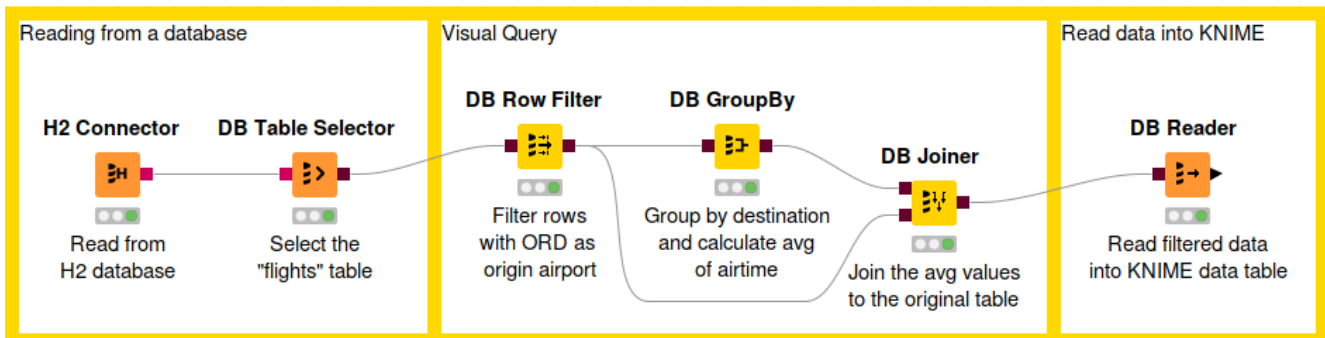 Reading from a database
H2 Connector
DB Table Selector
Read from
H2 database
Select the
"flights" table
Visual Query
DB Row Filter
DB GroupBy
DB Joiner
Filter rows
with ORD as
origin airport
Group by destination
and calculate avg
of airtime
Join the avg values
to the original table
Read data into KNIME
DB Reader
Read filtered data
into KNIME data table